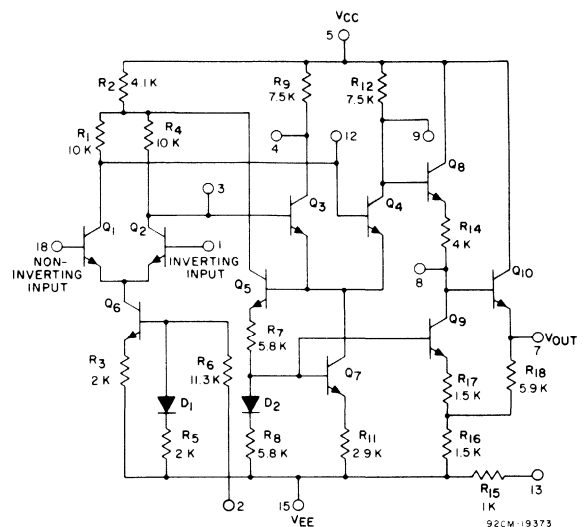 VCC
5
R2 4.1K
R9
7.5K
R12
7.5K
R1
10K
R4
10K
4
12
9
3
Q8
Q1
Q2
Q3
Q4
R14
4K
18
NON-
INVERTING
INPUT
1
INVERTING
INPUT
8
Q10
Q5
Q6
R7
5.8K
Q9
VOUT
7
R3
2K
R6
11.3K
Q7
R18
5.9K
R17
1.5K
D1
D2
R5
2K
R8
5.8K
R11
2.9K
R16
1.5K
2
15
VEE
R15
1K
13
92CM-19373